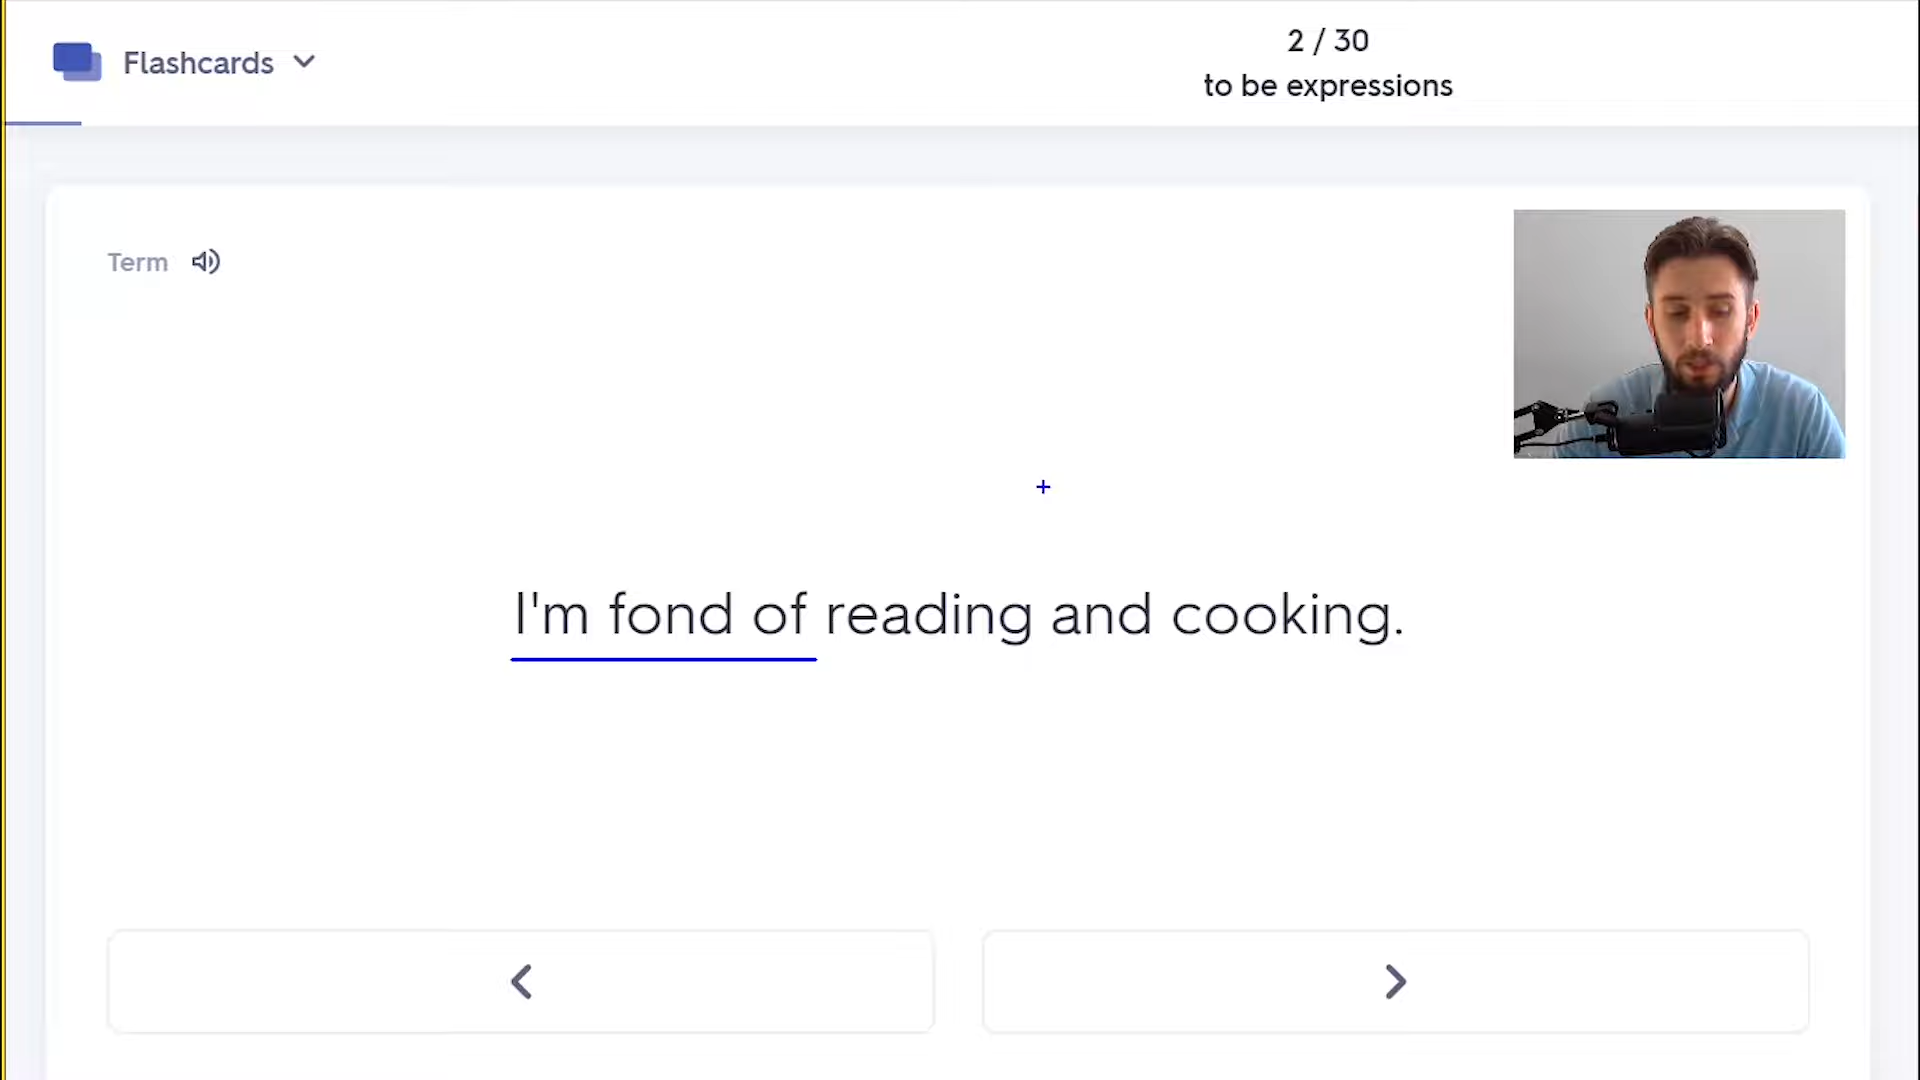 Flashcards
2 / 30
to be expressions
Term
I'm fond of reading and cooking.